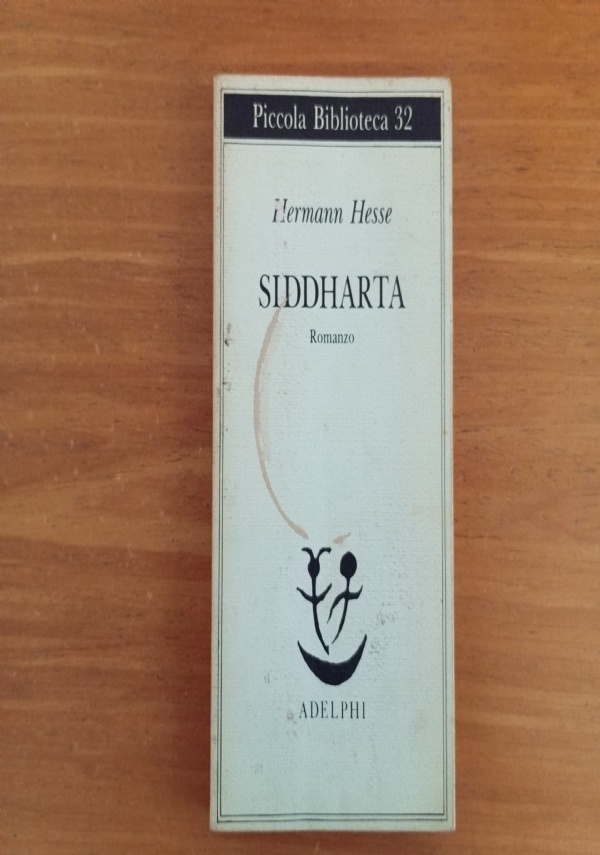 Piccola Biblioteca 32
Hermann Hesse
SIDDHARTA
Romanzo
ADELPHI